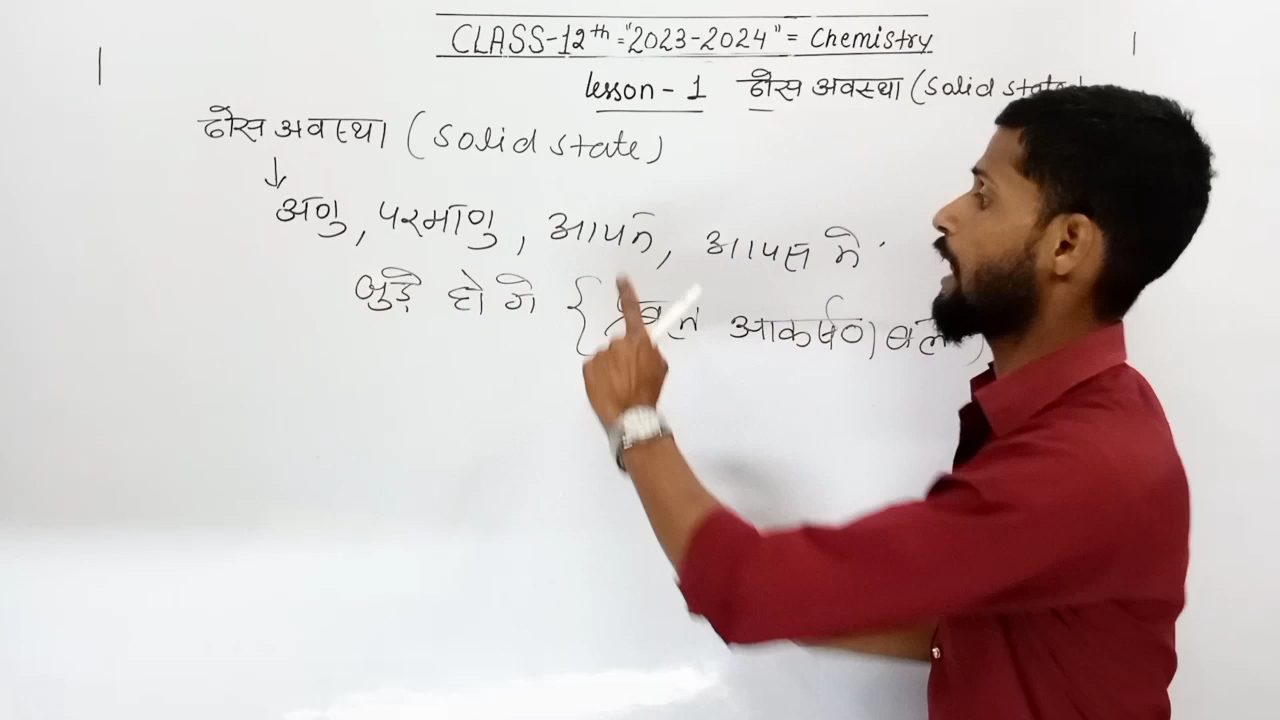 CLASS-12th="2023-2024"= Chemistry
lesson-1 ठोस अवस्था (Solid state)
ठोस अवस्था (Solid state)
↓
अणु, परमाणु, आयन, आपस मे
जुड़े होगे { आकर्षण बल